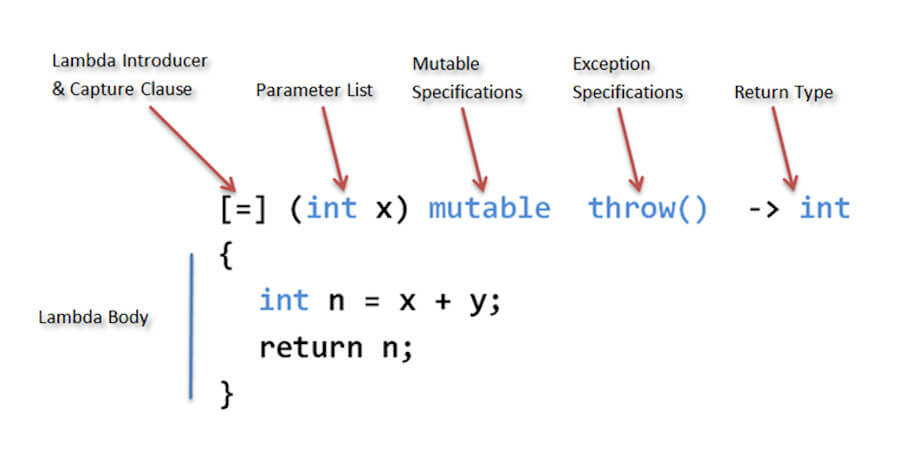 Lambda Introducer
& Capture Clause
Parameter List
Mutable
Specifications
Exception
Specifications
Return Type
[=] (int x) mutable throw() -> int
{
int n = x + y;
return n;
}
Lambda Body